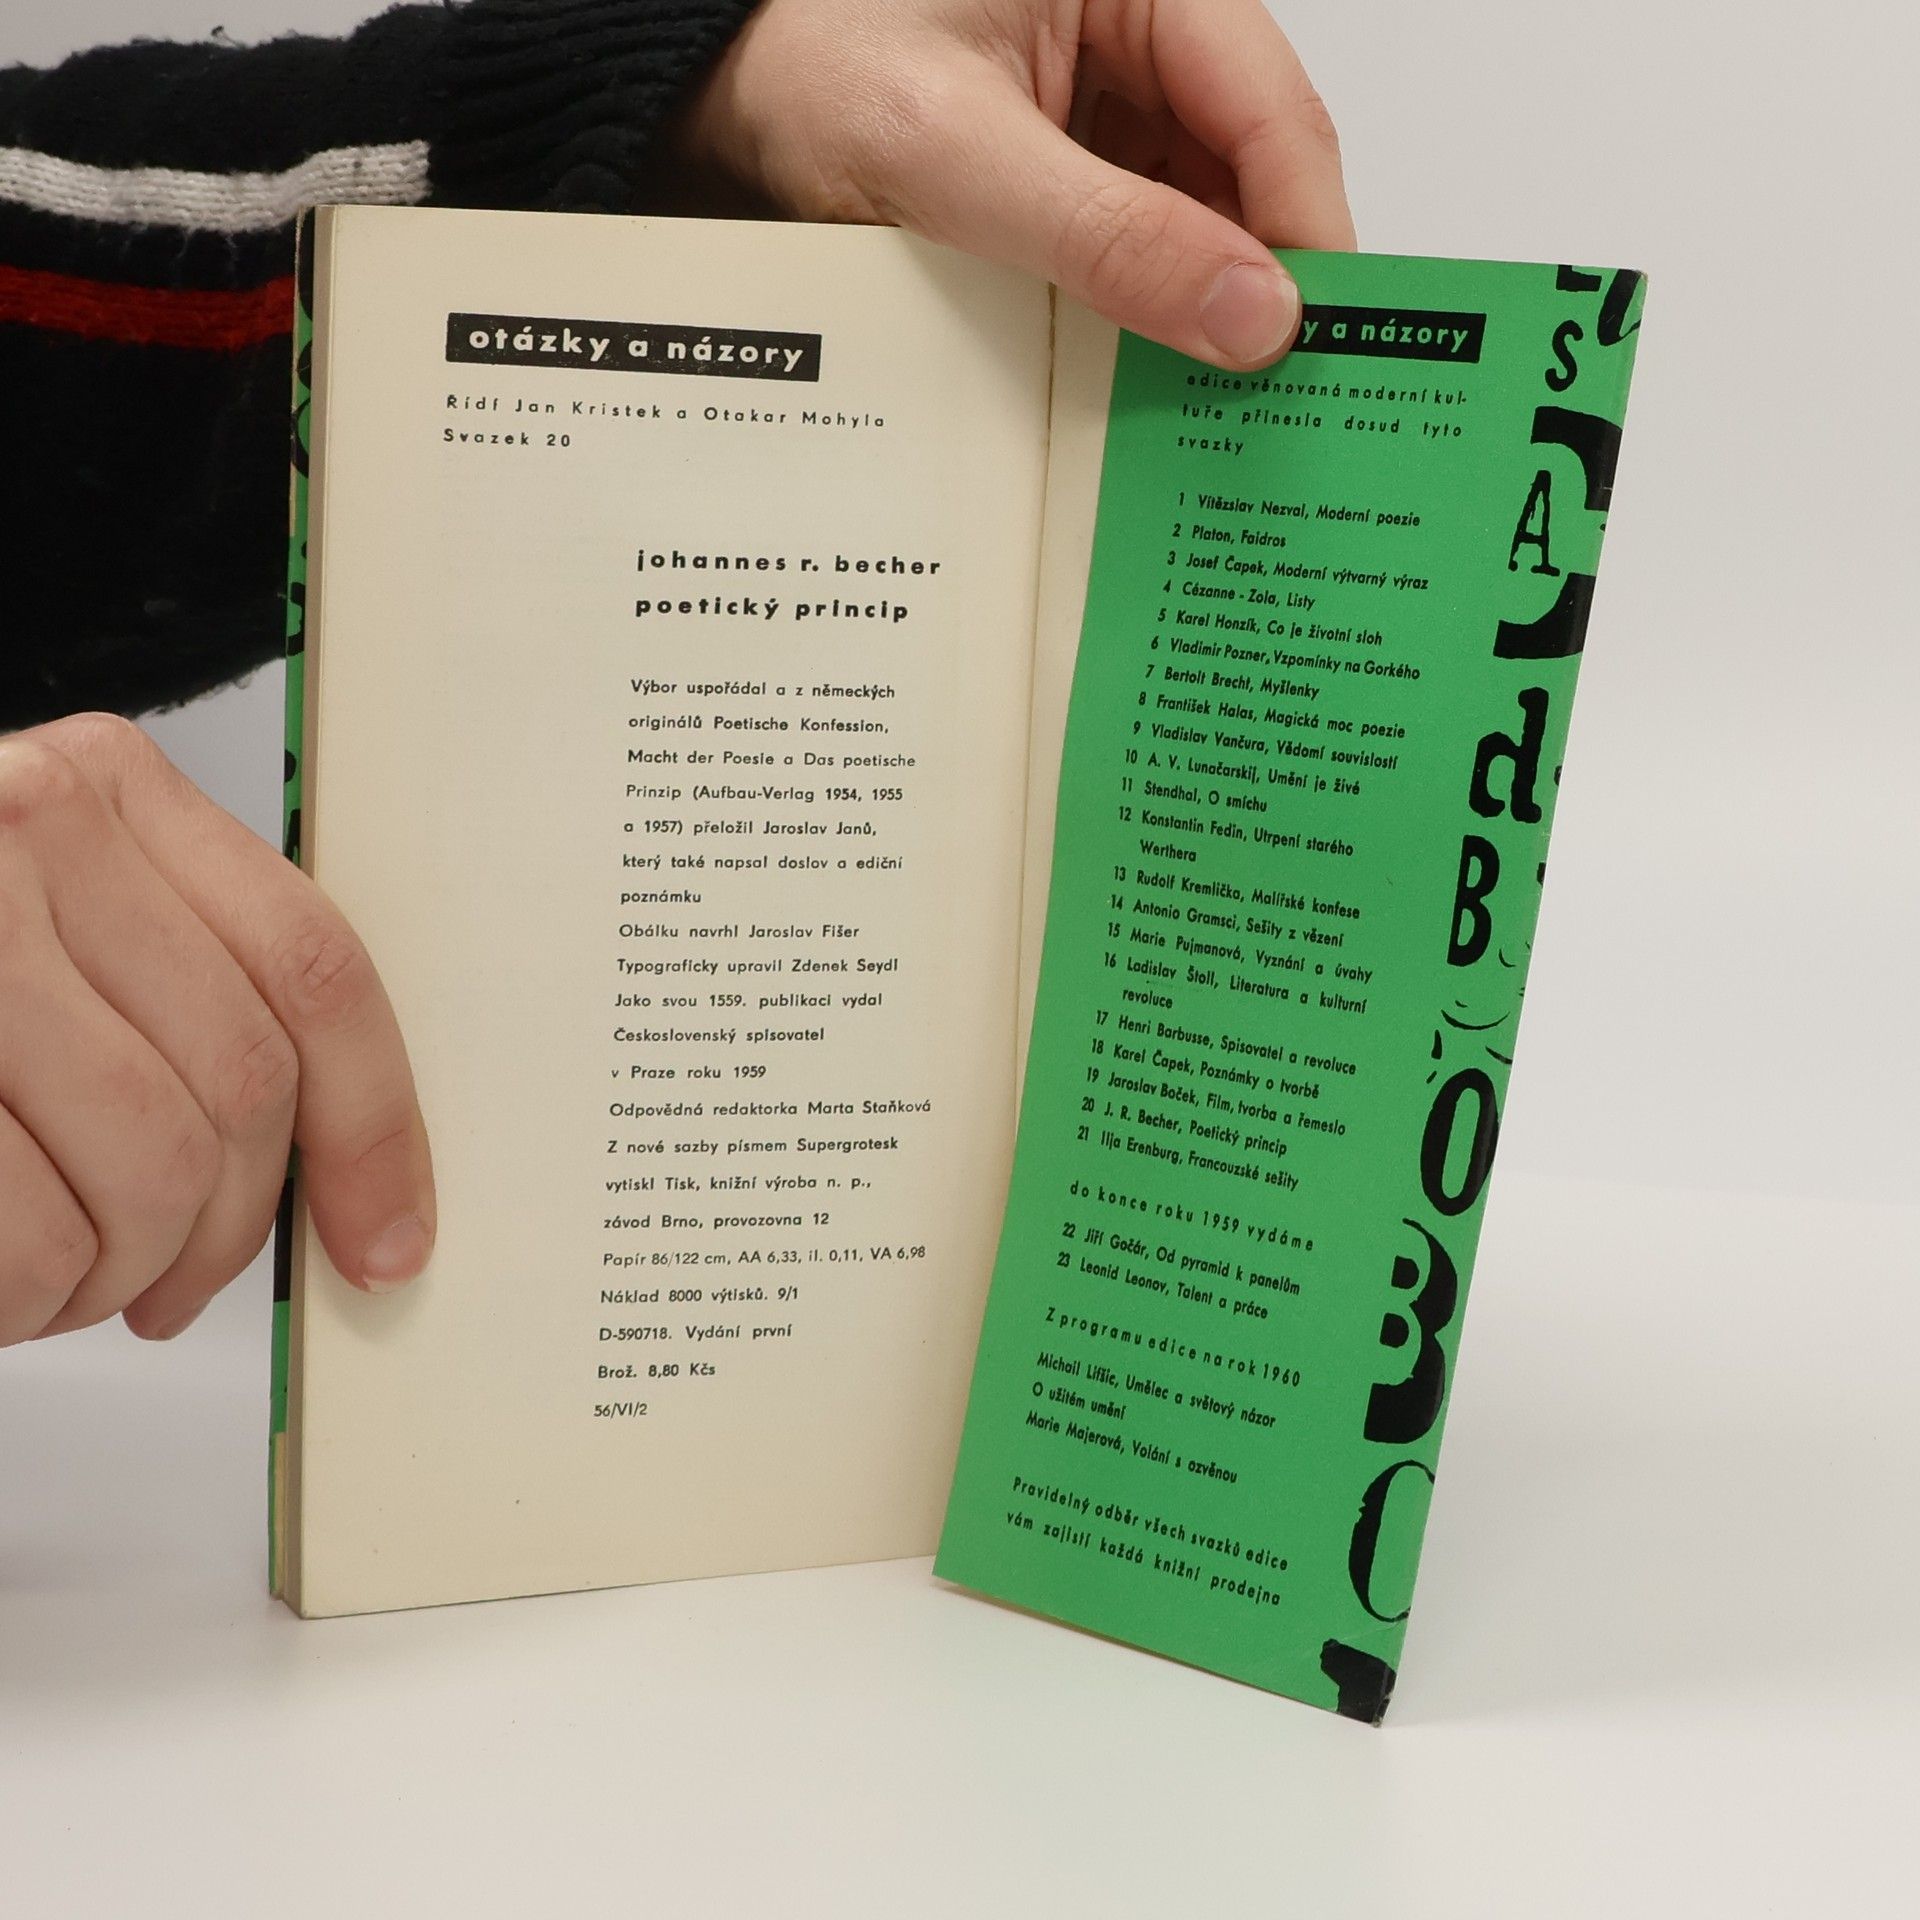 otázky a názory
Řídí Jan Kristek a Otakar Mohyla
Svazek 20
johannes r. becher
poetický princip
Výbor uspořádal a z německých
originálů Poetische Konfession,
Macht der Poesie a Das poetische
Prinzip (Aufbau-Verlag 1954, 1955
a 1957) přeložil Jaroslav Janů,
který také napsal doslov a ediční
poznámku
Obálku navrhl Jaroslav Fišer
Typograficky upravil Zdenek Seydl
Jako svou 1559. publikaci vydal
Československý spisovatel
v Praze roku 1959
Odpovědná redaktorka Marta Staňková
Z nové sazby písmem Supergrotesk
vytiskl Tisk, knižní výroba n. p.,
závod Brno, provozovna 12
Papír 86/122 cm, AA 6,33, il. 0,11, VA 6,98
Náklad 8000 výtisků. 9/1
D-590718. Vydání první
Brož. 8,80 Kčs
56/VI/2
y a názory
edice věnovaná moderní kul-
tuře přinesla dosud tyto
svazky
1 Vítězslav Nezval, Moderní poezie
2 Platon, Faidros
3 Josef Čapek, Moderní výtvarný výraz
4 Cézanne - Zola, Listy
5 Karel Honzík, Co je životní sloh
6 Vladimir Pozner, Vzpomínky na Gorkého
7 Bertolt Brecht, Myšlenky
8 František Halas, Magická moc poezie
9 Vladislav Vančura, Vědomí souvislostí
10 A. V. Lunačarskij, Umění je živé
11 Stendhal, O smíchu
12 Konstantin Fedin, Utrpení starého
Werthera
13 Rudolf Kremlička, Malířské konfese
14 Antonio Gramsci, Sešity z vězení
15 Marie Pujmanová, Vyznání a úvahy
16 Ladislav Štoll, Literatura a kulturní
revoluce
17 Henri Barbusse, Spisovatel a revoluce
18 Karel Čapek, Poznámky o tvorbě
19 Jaroslav Boček, Film, tvorba a řemeslo
20 J. R. Becher, Poetický princip
21 Ilja Erenburg, Francouzské sešity
do konce roku 1959 vydáme
22 Jiří Gočár, Od pyramid k panelům
23 Leonid Leonov, Talent a práce
Z programu edice na rok 1960
Michail Lifšic, Umělec a světový názor
O užitém umění
Marie Majerová, Volání s ozvěnou
Pravidelný odběr všech svazků edice
vám zajistí každá knižní prodejna
S
A
d
B
O
B